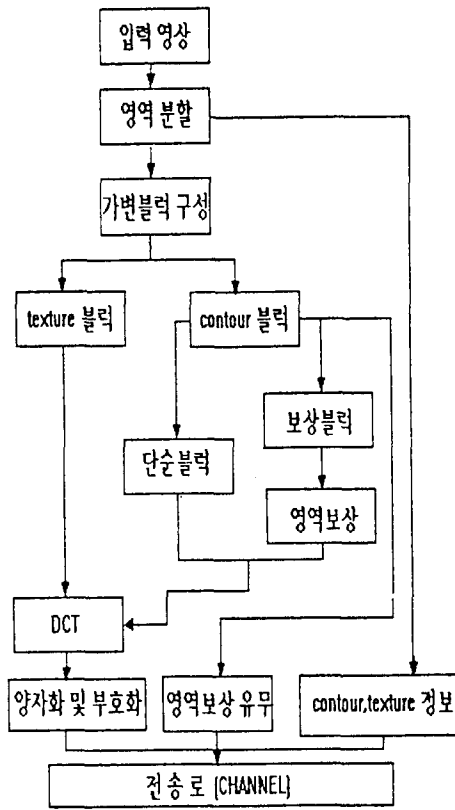 입력 영상
영역 분할
가변블럭 구성
texture 블럭
contour 블럭
보상블럭
단순블럭
영역보상
DCT
양자화 및 부호화
영역보상 유무
contour,texture 정보
전송로 (CHANNEL)